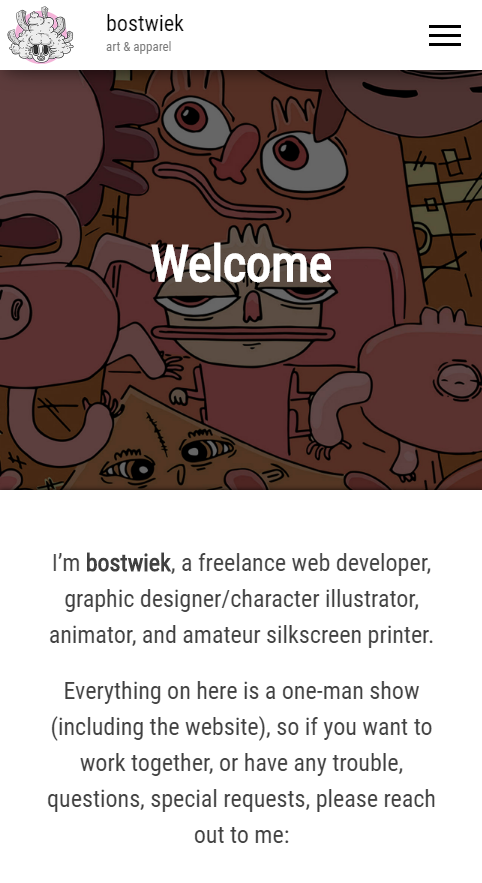 bostwiek
art & apparel
Welcome
I’m bostwiek, a freelance web developer,
graphic designer/character illustrator,
animator, and amateur silkscreen printer.
Everything on here is a one-man show
(including the website), so if you want to
work together, or have any trouble,
questions, special requests, please reach
out to me: